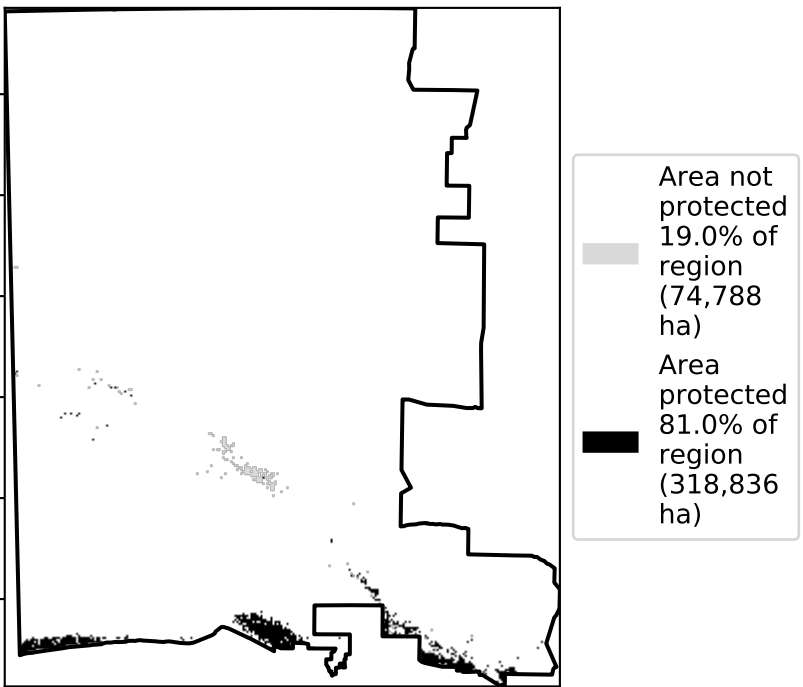 Area not
protected
19.0% of
region
(74,788
ha)
Area
protected
81.0% of
region
(318,836
ha)